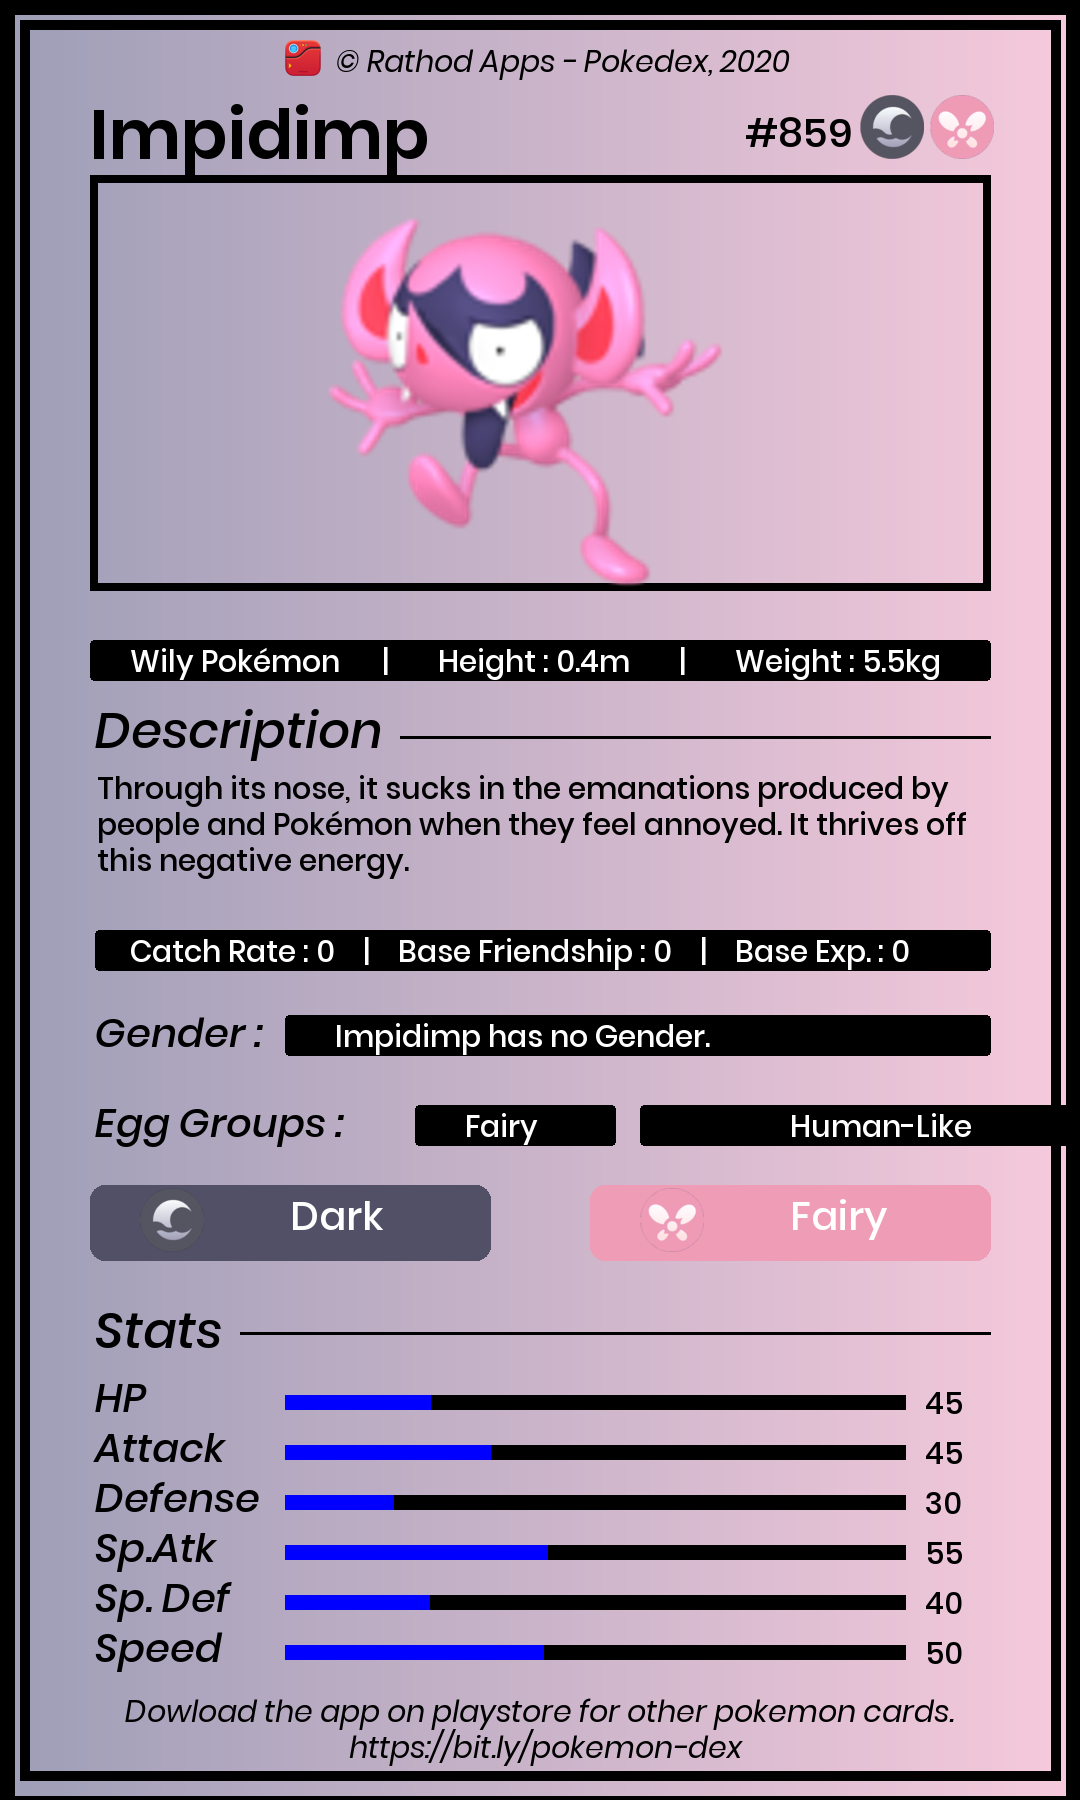 © Rathod Apps - Pokedex, 2020
Impidimp
#859
Wily Pokémon | Height : 0.4m | Weight : 5.5kg
Description
Through its nose, it sucks in the emanations produced by
people and Pokémon when they feel annoyed. It thrives off
this negative energy.
Catch Rate : 0 | Base Friendship : 0 | Base Exp. : 0
Gender : Impidimp has no Gender.
Egg Groups : Fairy Human-Like
Dark Fairy
Stats
HP 45
Attack 45
Defense 30
Sp.Atk 55
Sp. Def 40
Speed 50
Dowload the app on playstore for other pokemon cards.
https://bit.ly/pokemon-dex